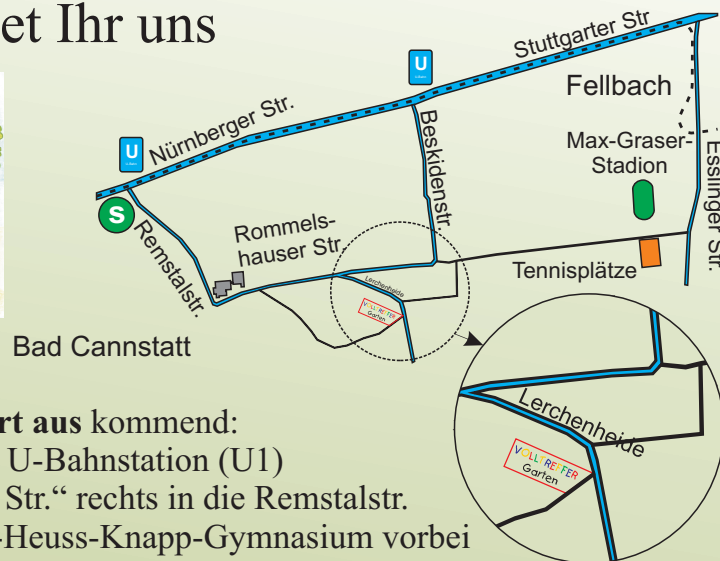 et Ihr uns
Stuttgarter Str
U
Fellbach
Nürnberger Str.
U
Beskidenstr.
Max-Graser-
Stadion
Esslinger Str.
S
Remstalstr.
Rommels-
hauser Str.
Tennisplätze
Lerchenheide
VOLLTREFFER
Garten
Bad Cannstatt
Lerchenheide
VOLLTREFFER
Garten
rt aus kommend:
U-Bahnstation (U1)
Str.“ rechts in die Remstalstr.
-Heuss-Knapp-Gymnasium vorbei